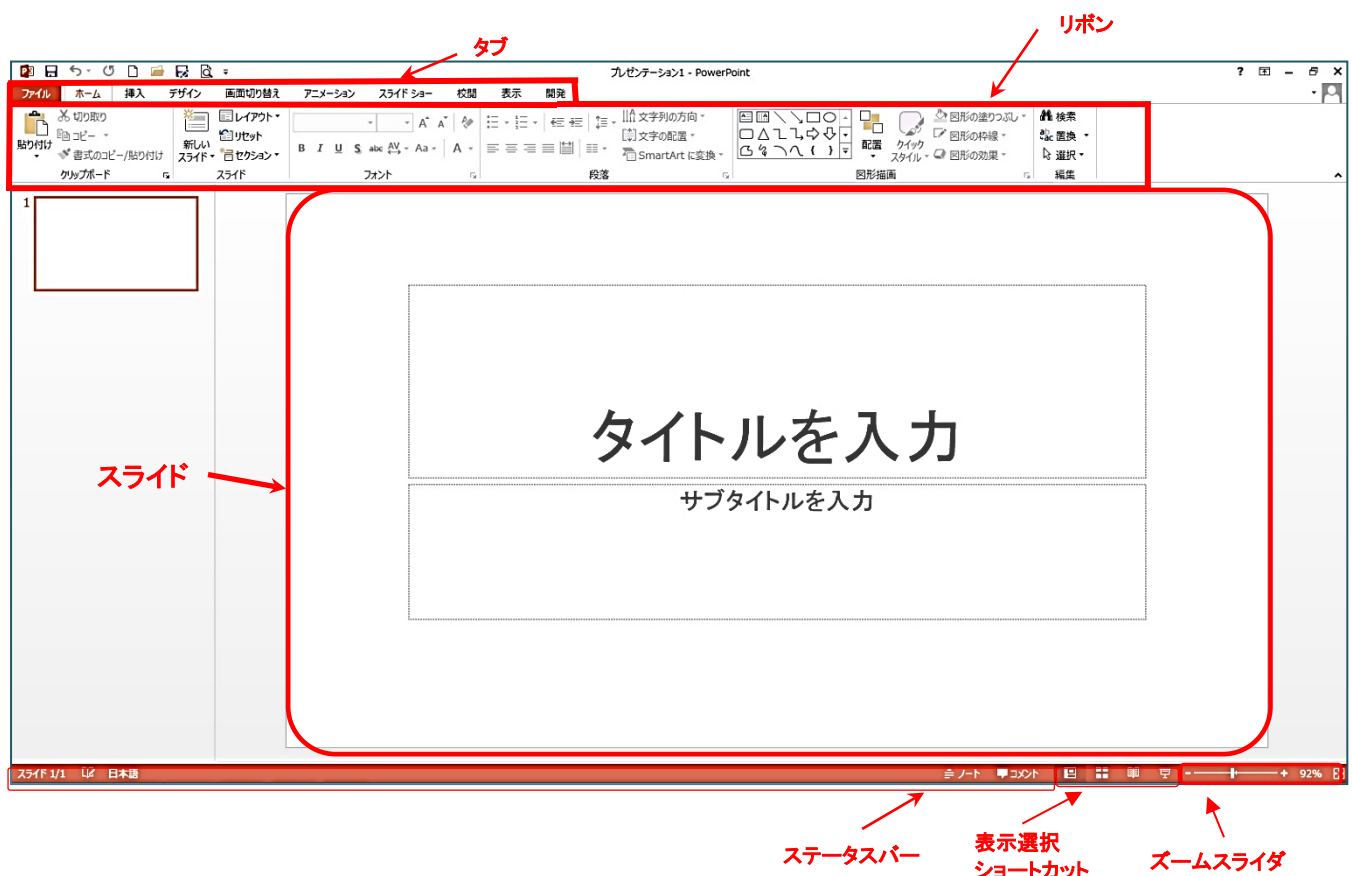 リボン
タブ
プレゼンテーション1 - PowerPoint
?
ファイル ホーム 挿入 デザイン 画面切り替え アニメーション スライド ショー 校閲 表示 開発
貼り付け
切り取り
コピー
書式のコピー/貼り付け
クリップボード
新しい
スライド
レイアウト
リセット
セクション
スライド
B I U S abc AV Aa A
A A
フォント
文字列の方向
文字の配置
SmartArt に変換
段落
配置
クイック
スタイル
図形の塗りつぶし
図形の枠線
図形の効果
図形描画
検索
置換
選択
編集
1
タイトルを入力
サブタイトルを入力
スライド
スライド 1/1 日本語 ノート コメント 92%
ステータスバー
表示選択
ショートカット
ズームスライダ